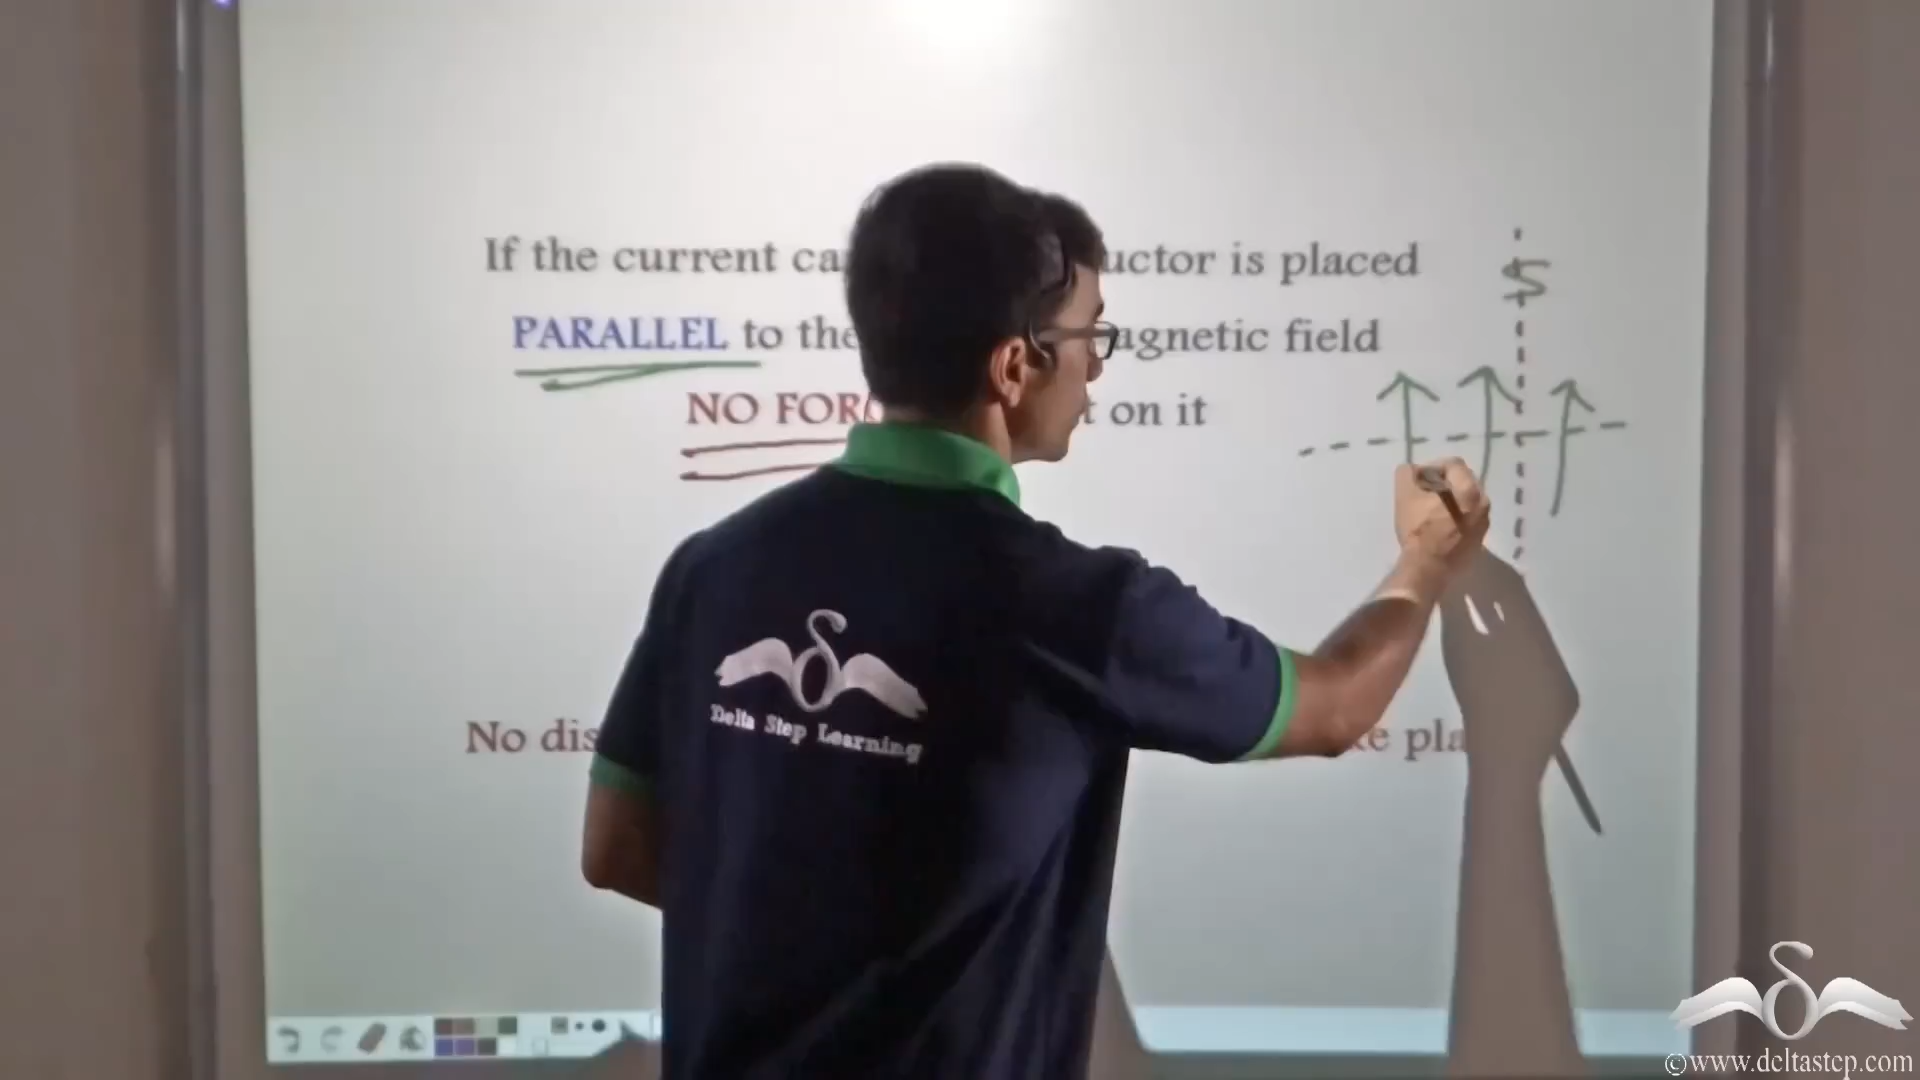 If the current ca uctor is placed
PARALLEL to the agnetic field
NO FOR t on it
S
No dis ke pla
Delta Step Learning
©www.deltastep.com